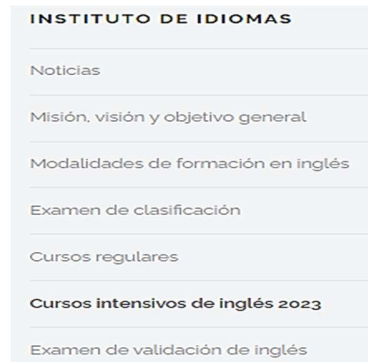 INSTITUTO DE IDIOMAS
Noticias
Misión, visión y objetivo general
Modalidades de formación en inglés
Examen de clasificación
Cursos regulares
Cursos intensivos de inglés 2023
Examen de validación de inglés